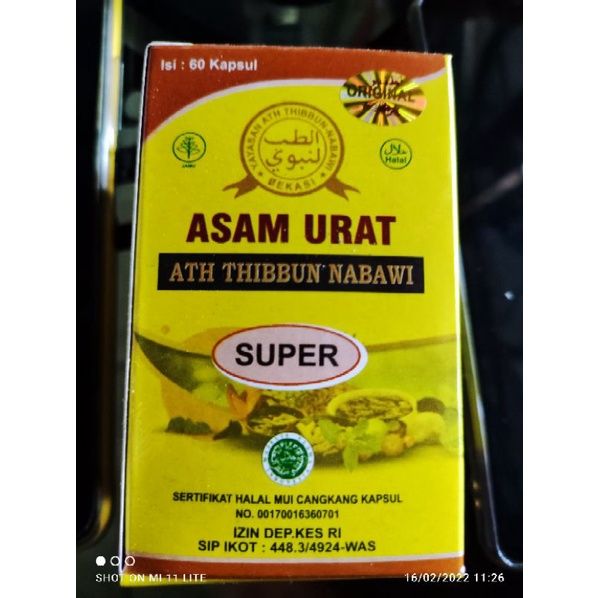 Isi : 60 Kapsul
ORIGINAL
YAYASAN ATH THIBBUN-NABAWI
الطب
لنبوي
BEKASI
JAMU
حلال
Halal
ASAM URAT
ATH THIBBUN NABAWI
SUPER
SERTIFIKAT HALAL MUI CANGKANG KAPSUL
NO. 00170016360701
IZIN DEP.KES RI
SIP IKOT : 448.3/4924-WAS
SHOT ON MI 11 LITE
16/02/2022 11:26